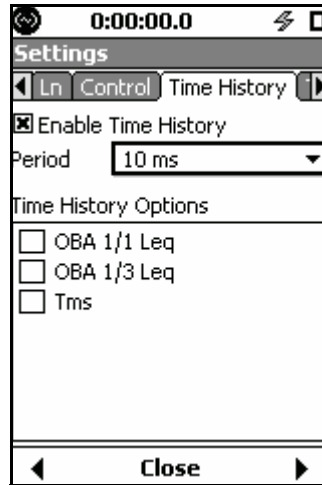 0:00:00.0
Settings
Ln Control Time History T
Enable Time History
Period 10 ms
Time History Options
OBA 1/1 Leq
OBA 1/3 Leq
Tms
Close